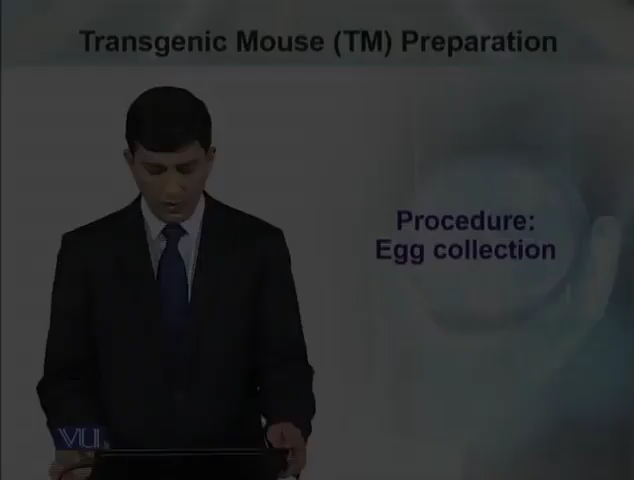 Transgenic Mouse (TM) Preparation
Procedure:
Egg collection
VU